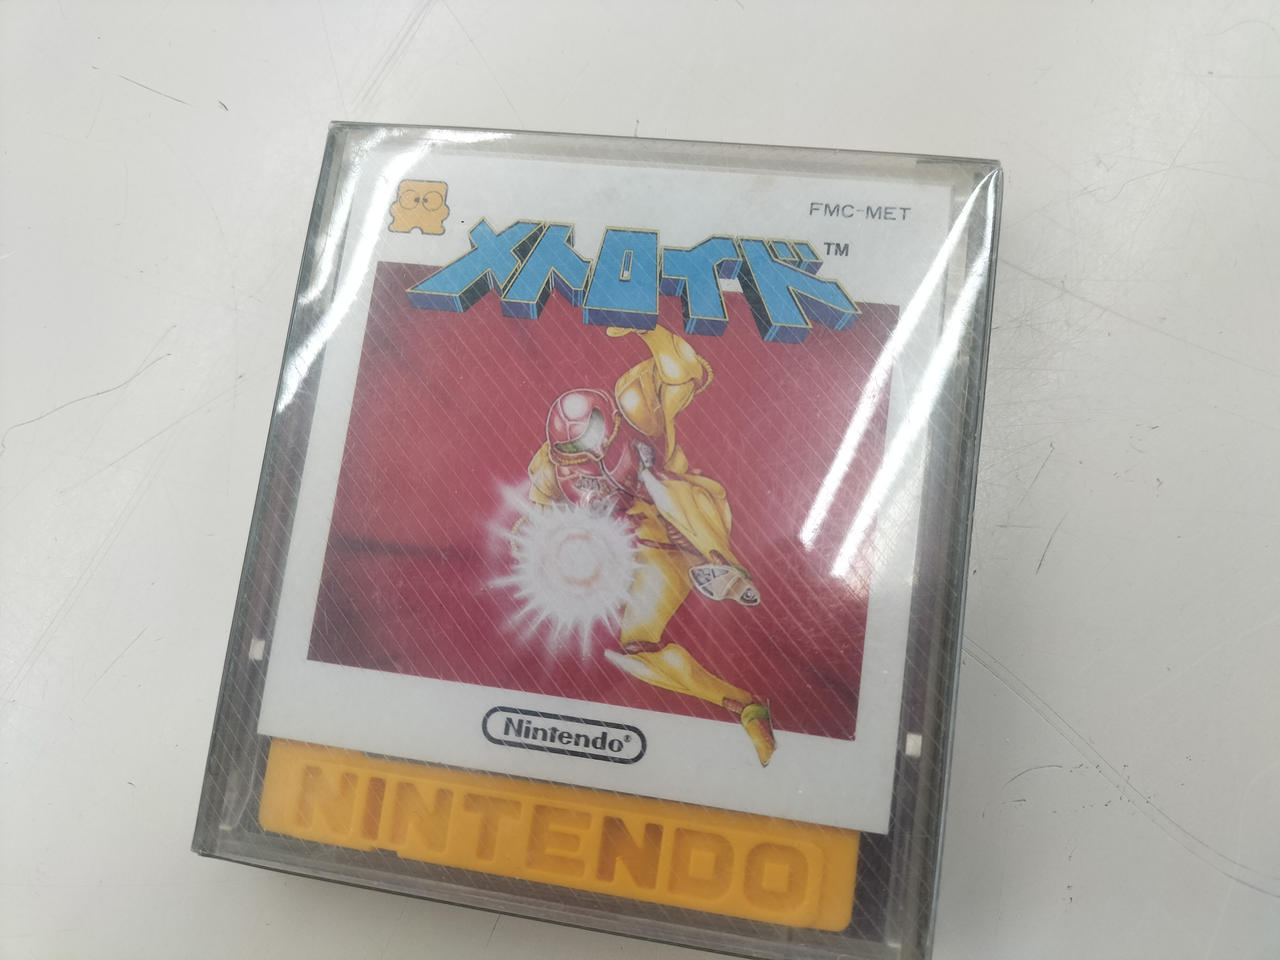 FMC-MET
メトロイド™
Nintendo®
NINTENDO